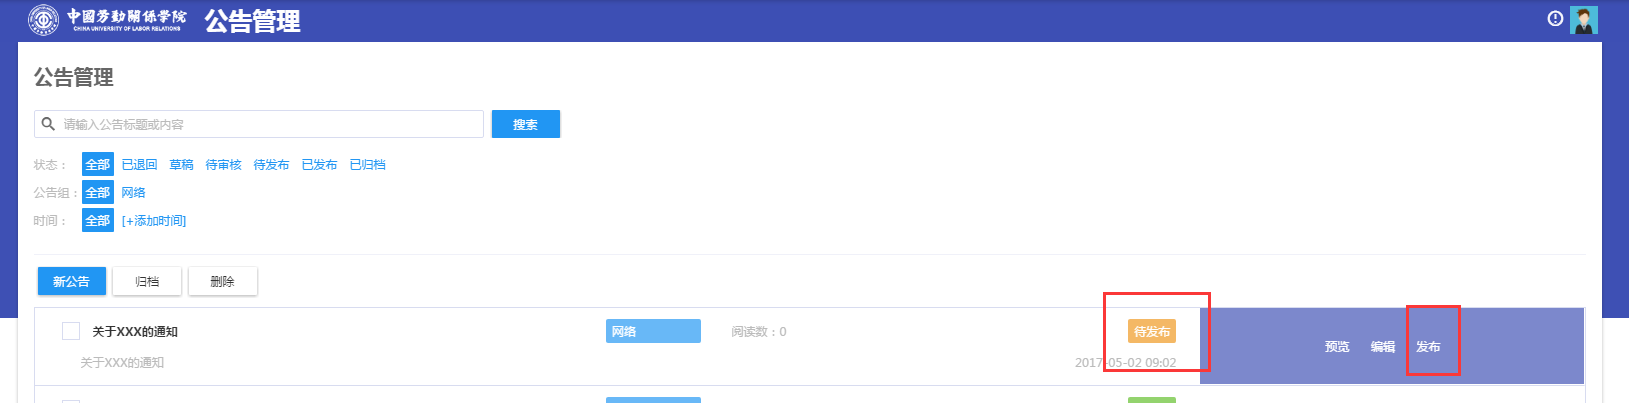 中國劳動關係學院 公告管理
CHINA UNIVERSITY OF LABOR RELATIONS
公告管理
请输入公告标题或内容 搜索
状态： 全部 已退回 草稿 待审核 待发布 已发布 已归档
公告组： 全部 网络
时间： 全部 [+添加时间]
新公告 归档 删除
关于XXX的通知 网络 阅读数：0 待发布
预览 编辑 发布
关于XXX的通知 2017-05-02 09:02